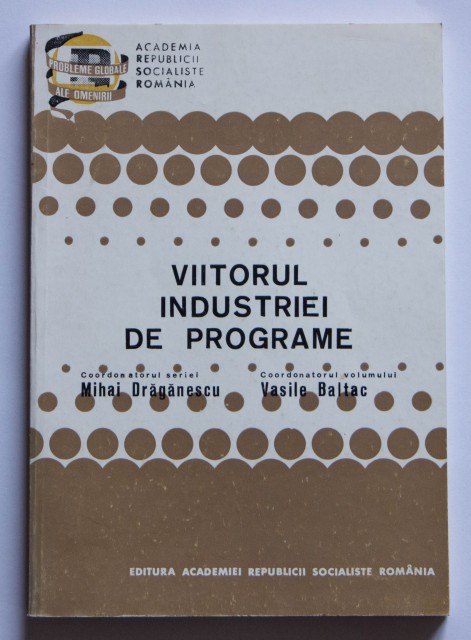 PROBLEME GLOBALE
ALE OMENIRII
ACADEMIA
REPUBLICII
SOCIALISTE
ROMÂNIA
VIITORUL
INDUSTRIEI
DE PROGRAME
Coordonatorul seriei
Mihai Drăgănescu
Coordonatorul volumului
Vasile Baltac
EDITURA ACADEMIEI REPUBLICII SOCIALISTE ROMÂNIA